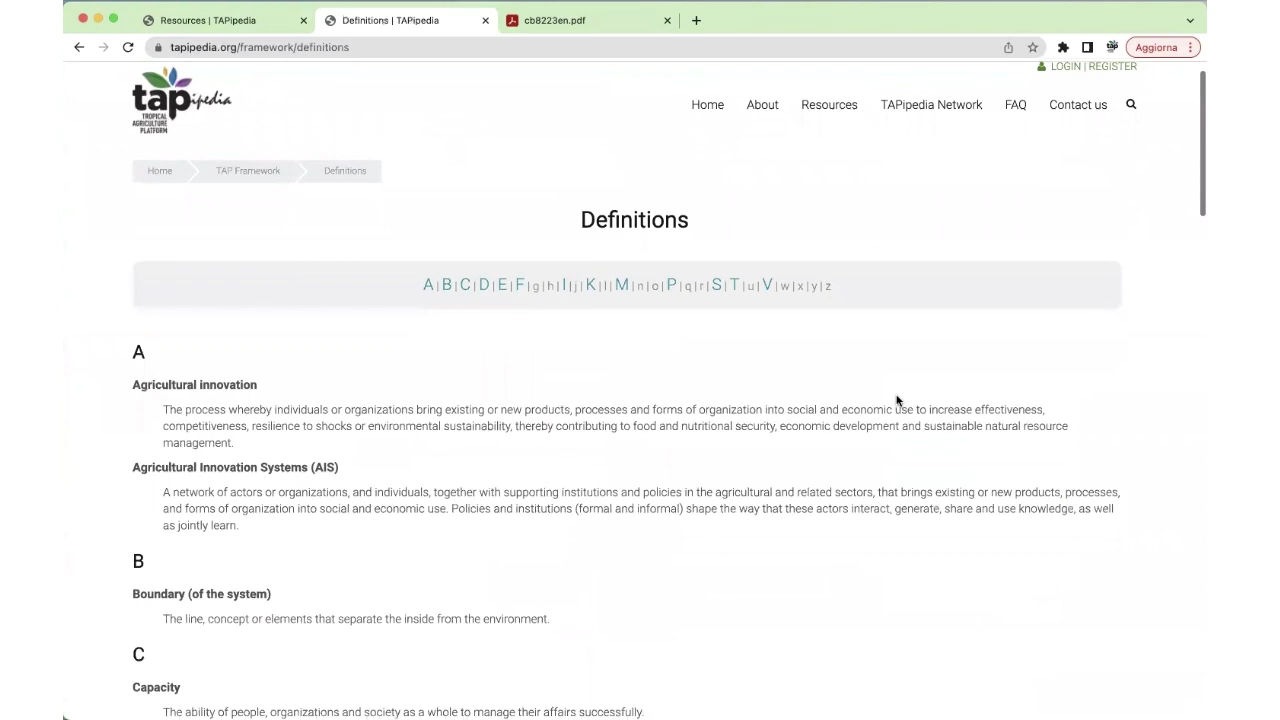 Resources | TAPipedia
Definitions | TAPipedia
cb8223en.pdf
tapipedia.org/framework/definitions
Aggiorna
LOGIN | REGISTER
tapipedia
TROPICAL
AGRICULTURE
PLATFORM
Home
About
Resources
TAPipedia Network
FAQ
Contact us
Home
TAP Framework
Definitions
Definitions
A | B | C | D | E | F | g | h | I | j | K | l | M | n | o | P | q | r | S | T | u | V | w | x | y | z
A
Agricultural innovation
The process whereby individuals or organizations bring existing or new products, processes and forms of organization into social and economic use to increase effectiveness,
competitiveness, resilience to shocks or environmental sustainability, thereby contributing to food and nutritional security, economic development and sustainable natural resource
management.
Agricultural Innovation Systems (AIS)
A network of actors or organizations, and individuals, together with supporting institutions and policies in the agricultural and related sectors, that brings existing or new products, processes,
and forms of organization into social and economic use. Policies and institutions (formal and informal) shape the way that these actors interact, generate, share and use knowledge, as well
as jointly learn.
B
Boundary (of the system)
The line, concept or elements that separate the inside from the environment.
C
Capacity
The ability of people, organizations and society as a whole to manage their affairs successfully.